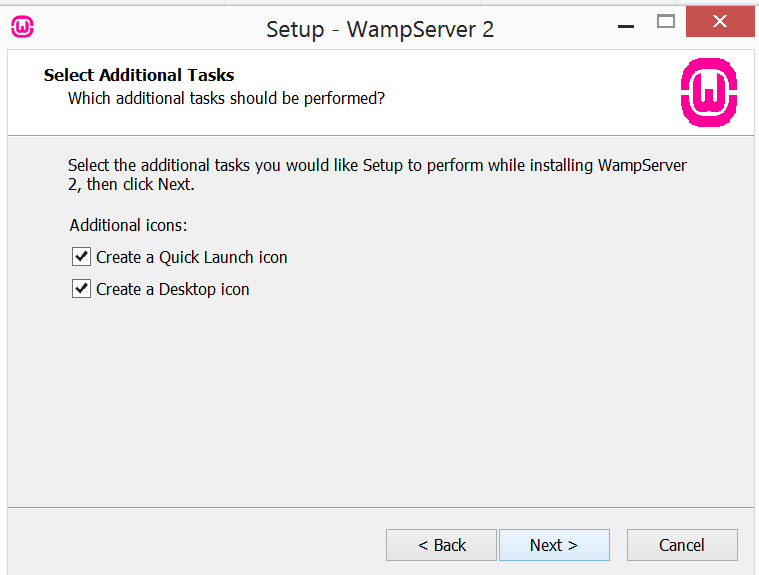 Setup - WampServer 2
Select Additional Tasks
Which additional tasks should be performed?
Select the additional tasks you would like Setup to perform while installing WampServer
2, then click Next.
Additional icons:
Create a Quick Launch icon
Create a Desktop icon
< Back
Next >
Cancel